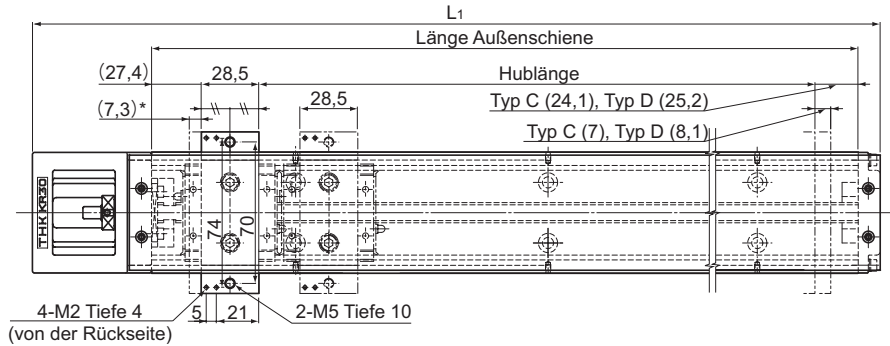 L1
Länge Außenschiene
(27,4)
28,5
Hublänge
(7,3)*
28,5
Typ C (24,1), Typ D (25,2)
Typ C (7), Typ D (8,1)
THK KR30
74
70
4-M2 Tiefe 4
5
21
2-M5 Tiefe 10
(von der Rückseite)